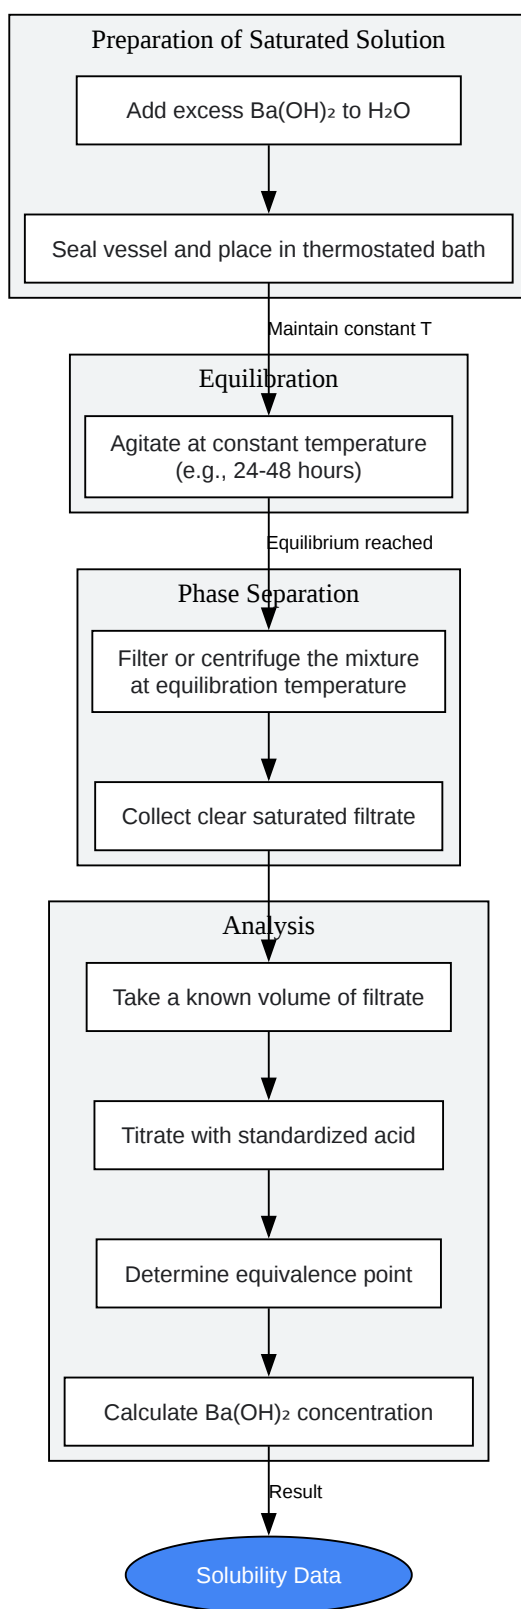 Preparation of Saturated Solution
Add excess Ba(OH)₂ to H₂O
Seal vessel and place in thermostated bath
Maintain constant T
Equilibration
Agitate at constant temperature
(e.g., 24-48 hours)
Equilibrium reached
Phase Separation
Filter or centrifuge the mixture
at equilibration temperature
Collect clear saturated filtrate
Analysis
Take a known volume of filtrate
Titrate with standardized acid
Determine equivalence point
Calculate Ba(OH)₂ concentration
Result
Solubility Data